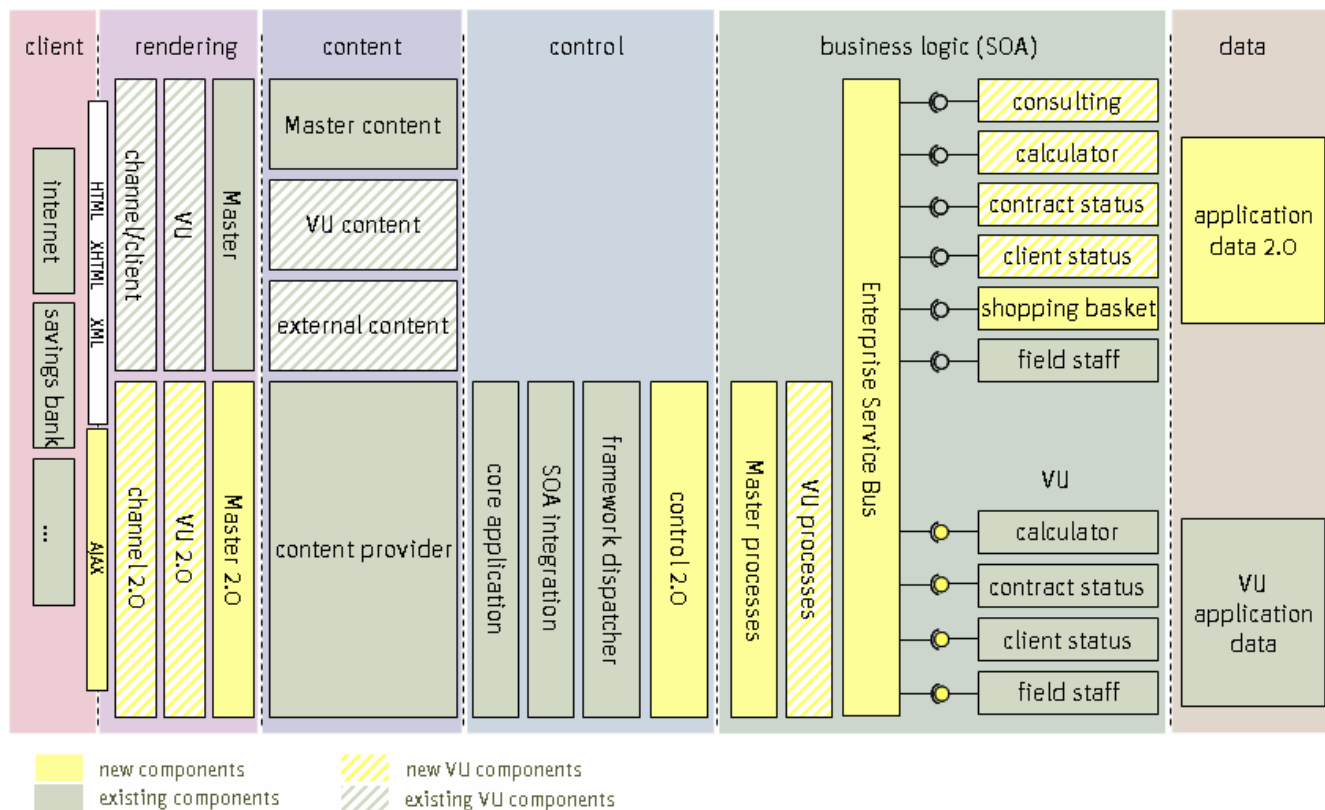 client
rendering
content
control
business logic (SOA)
data
internet
savings bank
...
HTML XHTML XML
AJAX
channel/client
VU
Master
channel 2.0
VU 2.0
Master 2.0
Master content
VU content
external content
content provider
core application
SOA integration
framework dispatcher
control 2.0
Master processes
VU processes
Enterprise Service Bus
consulting
calculator
contract status
client status
shopping basket
field staff
VU
calculator
contract status
client status
field staff
application
data 2.0
VU
application
data
new components
new VU components
existing components
existing VU components